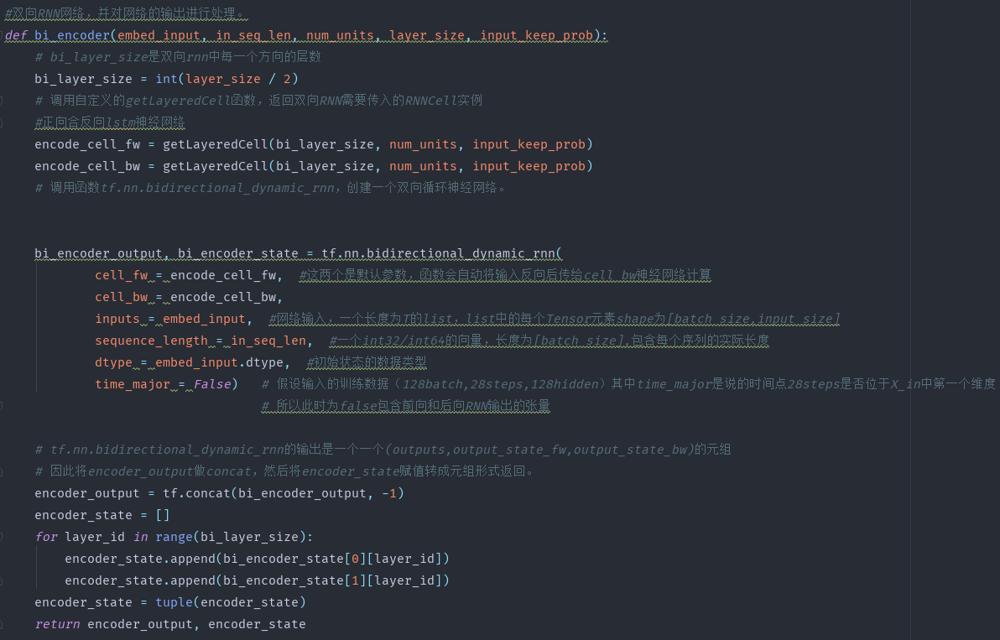 #双向RNN网络，并对网络的输出进行处理。
def bi_encoder(embed_input, in_seq_len, num_units, layer_size, input_keep_prob):
    # bi_layer_size是双向rnn中每一个方向的层数
    bi_layer_size = int(layer_size / 2)
    # 调用自定义的getLayeredCell函数，返回双向RNN需要传入的RNNCell实例
    #正向合反向lstm神经网络
    encode_cell_fw = getLayeredCell(bi_layer_size, num_units, input_keep_prob)
    encode_cell_bw = getLayeredCell(bi_layer_size, num_units, input_keep_prob)
    # 调用函数tf.nn.bidirectional_dynamic_rnn，创建一个双向循环神经网络。
    bi_encoder_output, bi_encoder_state = tf.nn.bidirectional_dynamic_rnn(
            cell_fw = encode_cell_fw,  #这两个是默认参数，函数会自动将输入反向后传给cell_bw神经网络计算
            cell_bw = encode_cell_bw,
            inputs = embed_input,  #网络输入，一个长度为T的list，list中的每个Tensor元素shape为[batch_size,input_size]
            sequence_length = in_seq_len,  #一个int32/int64的向量，长度为[batch_size],包含每个序列的实际长度
            dtype = embed_input.dtype,  #初始状态的数据类型
            time_major = False)   # 假设输入的训练数据（128batch,28steps,128hidden）其中time_major是说的时间点28steps是否位于X_in中第一个维度
                                  # 所以此时为false包含前向和后向RNN输出的张量
    # tf.nn.bidirectional_dynamic_rnn的输出是一个一个(outputs,output_state_fw,output_state_bw)的元组
    # 因此将encoder_output做concat，然后将encoder_state赋值转成元组形式返回。
    encoder_output = tf.concat(bi_encoder_output, -1)
    encoder_state = []
    for layer_id in range(bi_layer_size):
        encoder_state.append(bi_encoder_state[0][layer_id])
        encoder_state.append(bi_encoder_state[1][layer_id])
    encoder_state = tuple(encoder_state)
    return encoder_output, encoder_state